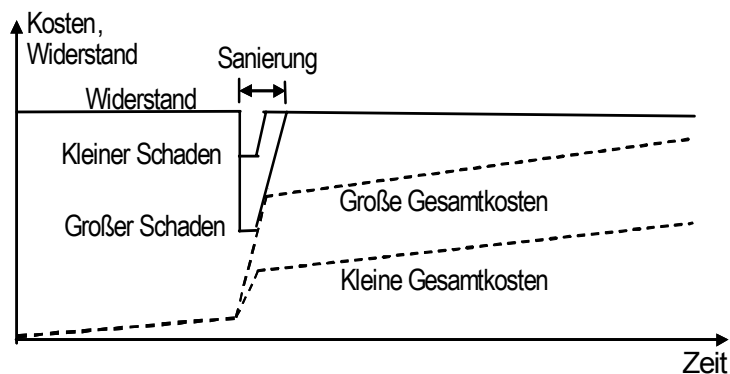 Kosten,
Widerstand
Sanierung
Widerstand
Kleiner Schaden
Großer Schaden
Große Gesamtkosten
Kleine Gesamtkosten
Zeit